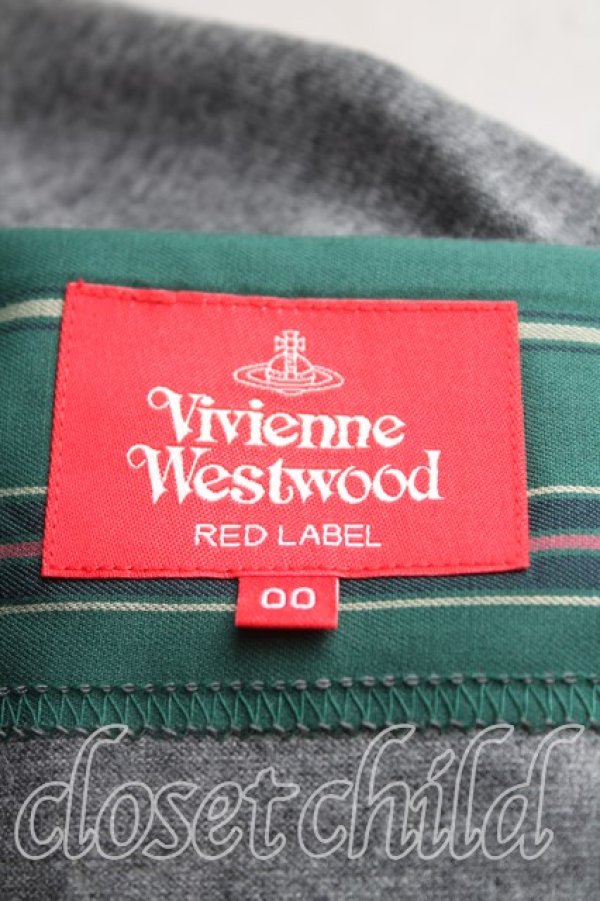 Vivienne
Westwood
RED LABEL
00
closetchild